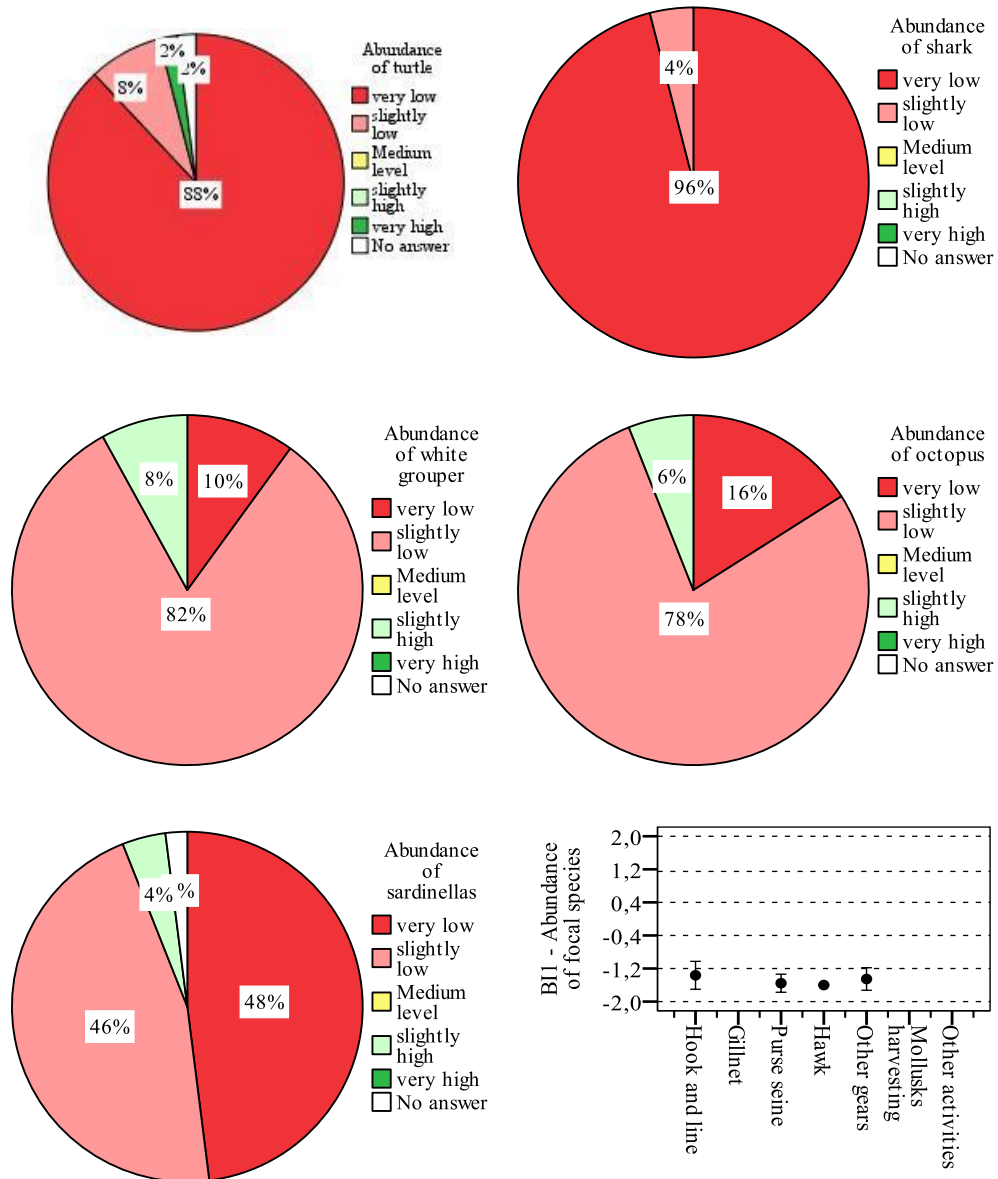 Abundance
of turtle
very low
slightly
low
Medium
level
slightly
high
very high
No answer
2%
2%
8%
88%
Abundance
of shark
very low
slightly
low
Medium
level
slightly
high
very high
No answer
4%
96%
Abundance
of white
grouper
very low
slightly
low
Medium
level
slightly
high
very high
No answer
8%
10%
82%
Abundance
of octopus
very low
slightly
low
Medium
level
slightly
high
very high
No answer
6%
16%
78%
Abundance
of
sardinellas
very low
slightly
low
Medium
level
slightly
high
very high
No answer
4%
%
48%
46%
BI1 - Abundance
of focal species
2,0
1,2
0,4
-0,4
-1,2
-2,0
Hook and line
Gillnet
Purse seine
Hawk
Other gears
Mollusks
harvesting
Other activities